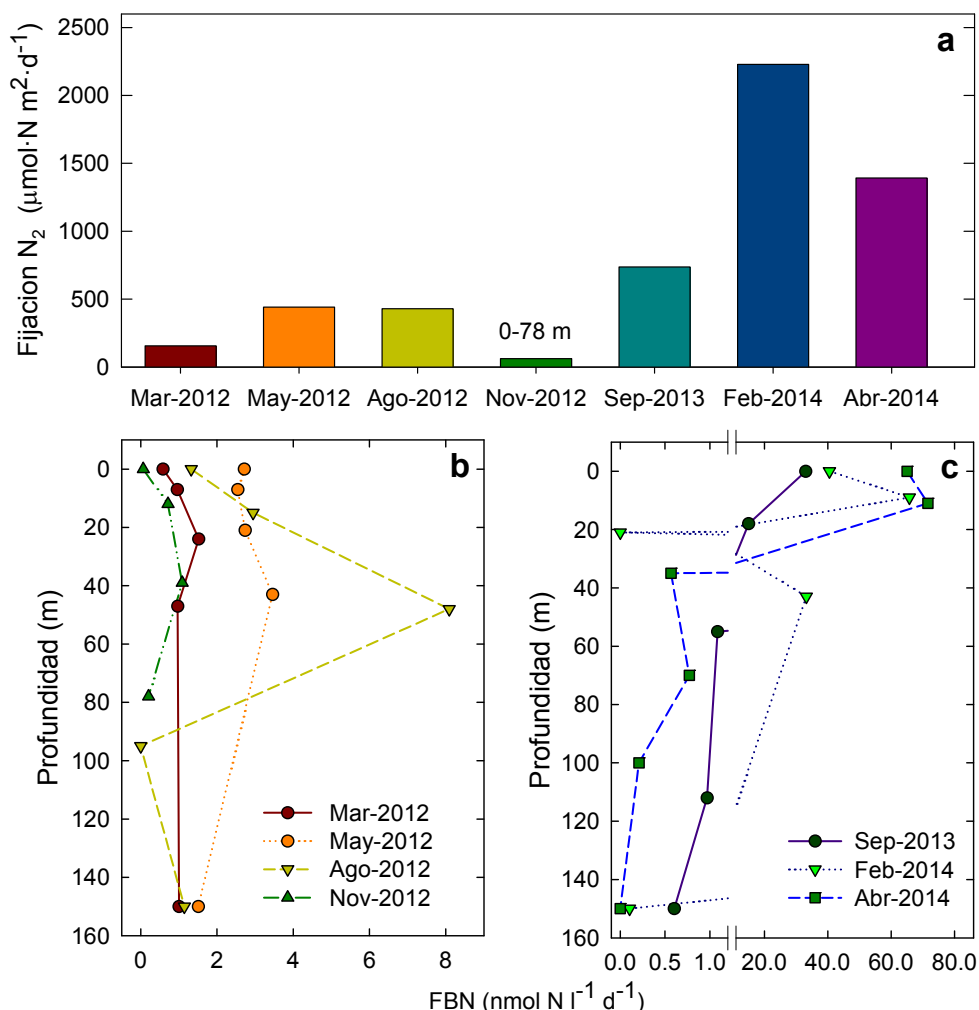 a
Fijacion N2 (μmol·N m2·d-1)
2500
2000
1500
1000
500
0
0-78 m
Mar-2012 May-2012 Ago-2012 Nov-2012 Sep-2013 Feb-2014 Abr-2014
b
Profundidad (m)
0
20
40
60
80
100
120
140
160
Mar-2012
May-2012
Ago-2012
Nov-2012
0 2 4 6 8
c
Profundidad (m)
0
20
40
60
80
100
120
140
160
Sep-2013
Feb-2014
Abr-2014
0.0 0.5 1.0 20.0 40.0 60.0 80.0
FBN (nmol N l-1 d-1)